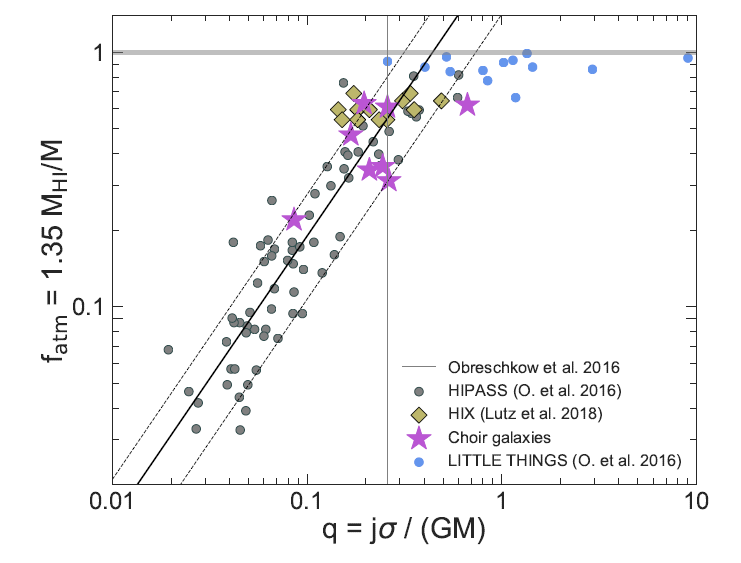 1
0.1
f_atm = 1.35 M_HI/M
Obreschkow et al. 2016
HIPASS (O. et al. 2016)
HIX (Lutz et al. 2018)
Choir galaxies
LITTLE THINGS (O. et al. 2016)
0.01 0.1 1 10
q = jσ / (GM)